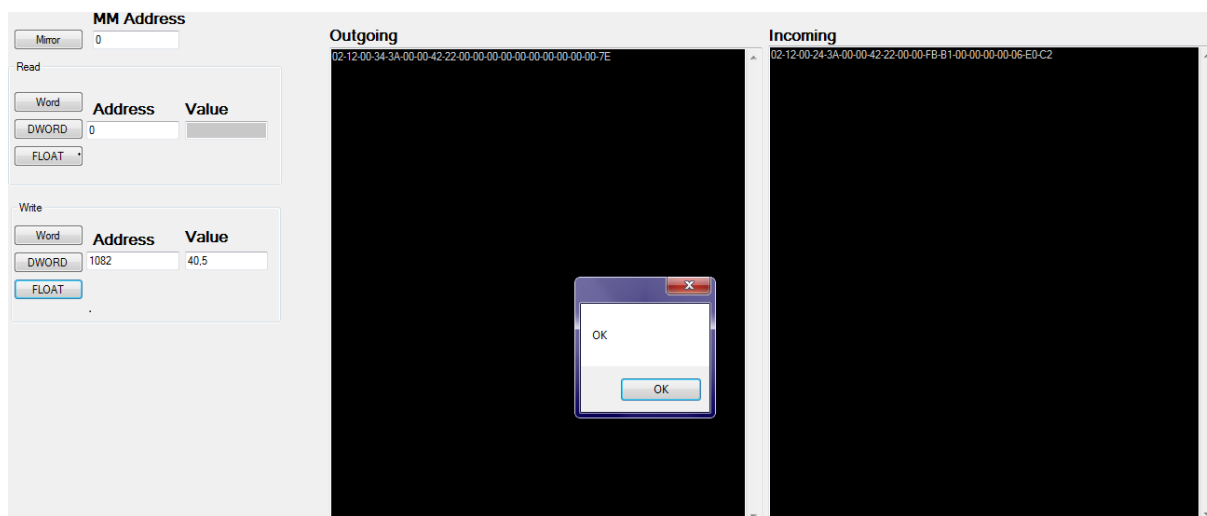 MM Address
Mirror
0
Read
Word
Address
Value
DWORD
0
FLOAT
Write
Word
Address
Value
DWORD
1082
40,5
FLOAT
Outgoing
02-12-00-34-3A-00-00-42-22-00-00-00-00-00-00-00-00-00-00-7E
Incoming
02-12-00-24-3A-00-00-42-22-00-00-FB-B1-00-00-00-00-06-E0-C2
OK
OK